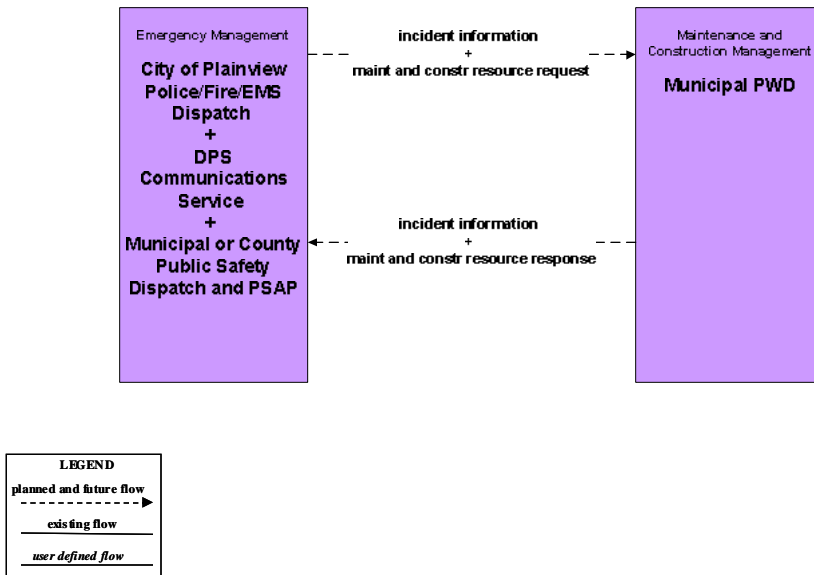 Emergency Management
City of Plainview
Police/Fire/EMS
Dispatch
+
DPS
Communications
Service
+
Municipal or County
Public Safety
Dispatch and PSAP
incident information
+
maint and constr resource request
incident information
+
maint and constr resource response
Maintenance and
Construction Management
Municipal PWD
LEGEND
planned and future flow
existing flow
user defined flow